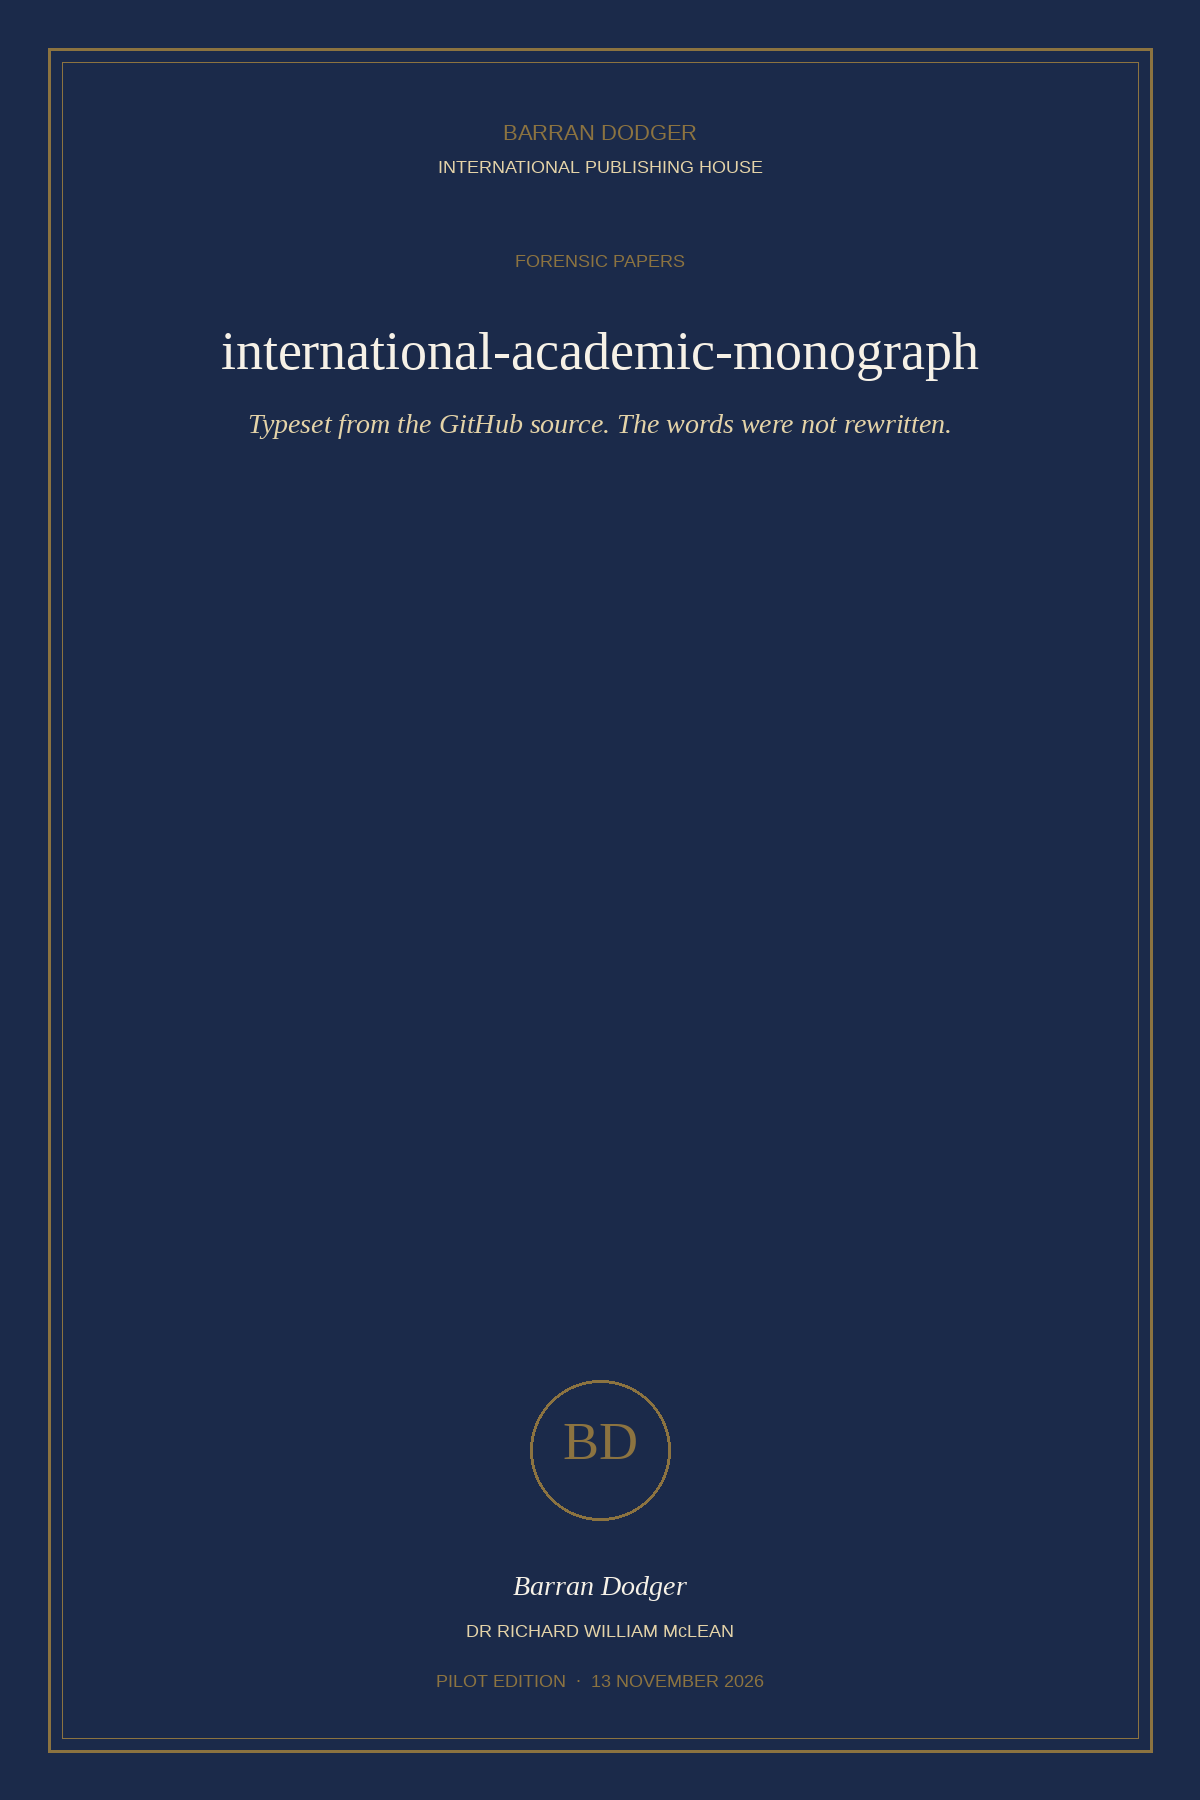 BARRAN DODGER
INTERNATIONAL PUBLISHING HOUSE
FORENSIC PAPERS
international-academic-monograph
Typeset from the GitHub source. The words were not rewritten.
BD
Barran Dodger
DR RICHARD WILLIAM McLEAN
PILOT EDITION · 13 NOVEMBER 2026